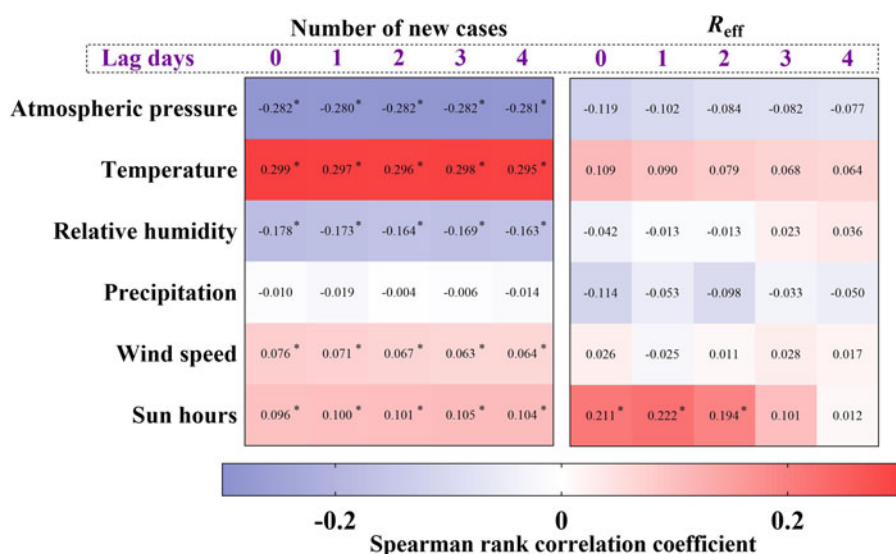 Number of new cases R_eff
Lag days 0 1 2 3 4 0 1 2 3 4
Atmospheric pressure -0.282* -0.280* -0.282* -0.282* -0.281* -0.119 -0.102 -0.084 -0.082 -0.077
Temperature 0.299* 0.297* 0.296* 0.298* 0.295* 0.109 0.090 0.079 0.068 0.064
Relative humidity -0.178* -0.173* -0.164* -0.169* -0.163* -0.042 -0.013 -0.013 0.023 0.036
Precipitation -0.010 -0.019 -0.004 -0.006 -0.014 -0.114 -0.053 -0.098 -0.033 -0.050
Wind speed 0.076* 0.071* 0.067* 0.063* 0.064* 0.026 -0.025 0.011 0.028 0.017
Sun hours 0.096* 0.100* 0.101* 0.105* 0.104* 0.211* 0.222* 0.194* 0.101 0.012
-0.2 0 0.2
Spearman rank correlation coefficient